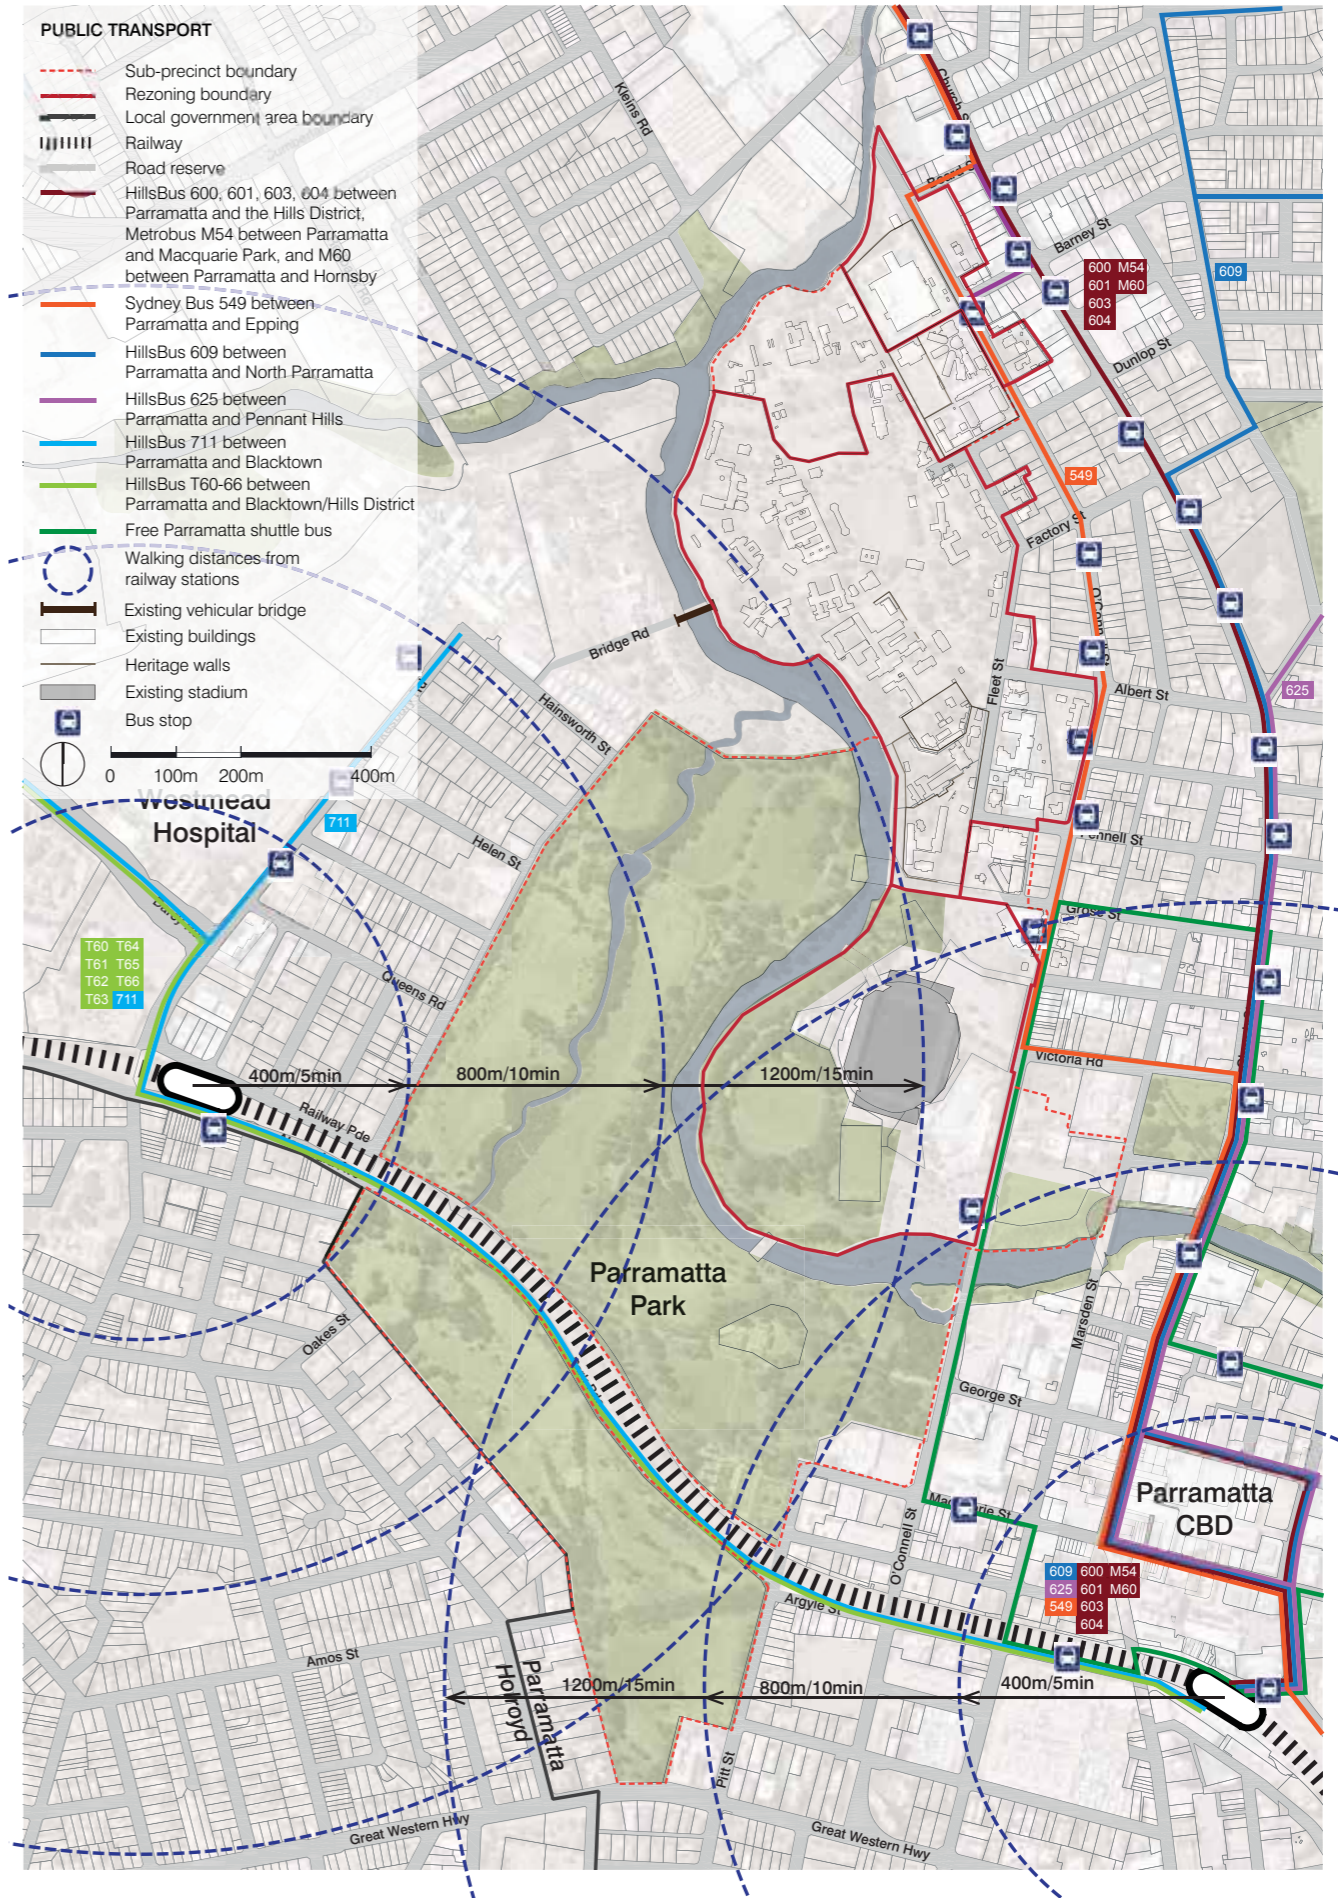 PUBLIC TRANSPORT
Sub-precinct boundary
Rezoning boundary
Local government area boundary
Railway
Road reserve
HillsBus 600, 601, 603, 604 between
Parramatta and the Hills District,
Metrobus M54 between Parramatta
and Macquarie Park, and M60
between Parramatta and Hornsby
Sydney Bus 549 between
Parramatta and Epping
HillsBus 609 between
Parramatta and North Parramatta
HillsBus 625 between
Parramatta and Pennant Hills
HillsBus 711 between
Parramatta and Blacktown
HillsBus T60-66 between
Parramatta and Blacktown/Hills District
Free Parramatta shuttle bus
Walking distances from
railway stations
Existing vehicular bridge
Existing buildings
Heritage walls
Existing stadium
Bus stop
0 100m 200m 400m
Kleins Rd
Church S
Barney St
600 M54
601 M60
603
604
609
Dunlop St
549
Factory St
Bridge Rd
Fleet St
Albert St
625
Hainsworth St
Westmead
Hospital
711
Helen St
Grose St
T60 T64
T61 T65
T62 T66
T63 711
Queens Rd
Victoria Rd
400m/5min
800m/10min
1200m/15min
Railway Pde
Parramatta
Park
Marsden St
Oakes St
George St
Parramatta
CBD
O'Connell St
609 600 M54
625 601 M60
549 603
604
Argyle St
Amos St
Parramatta
Holroyd
1200m/15min
800m/10min
400m/5min
Pitt St
Great Western Hwy
Great Western Hwy